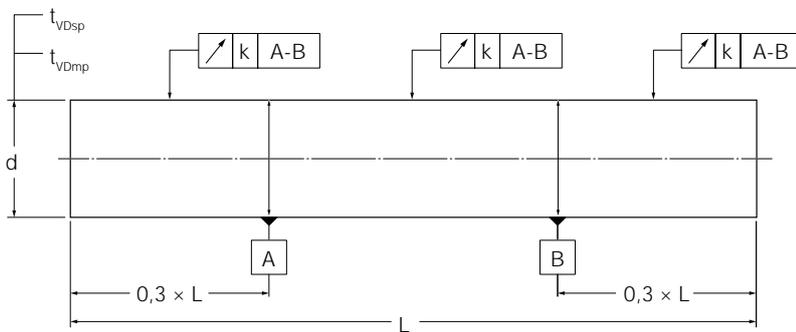 t_VDsp
t_VDmp
k A-B
k A-B
k A-B
d
A
B
0,3 × L
0,3 × L
L